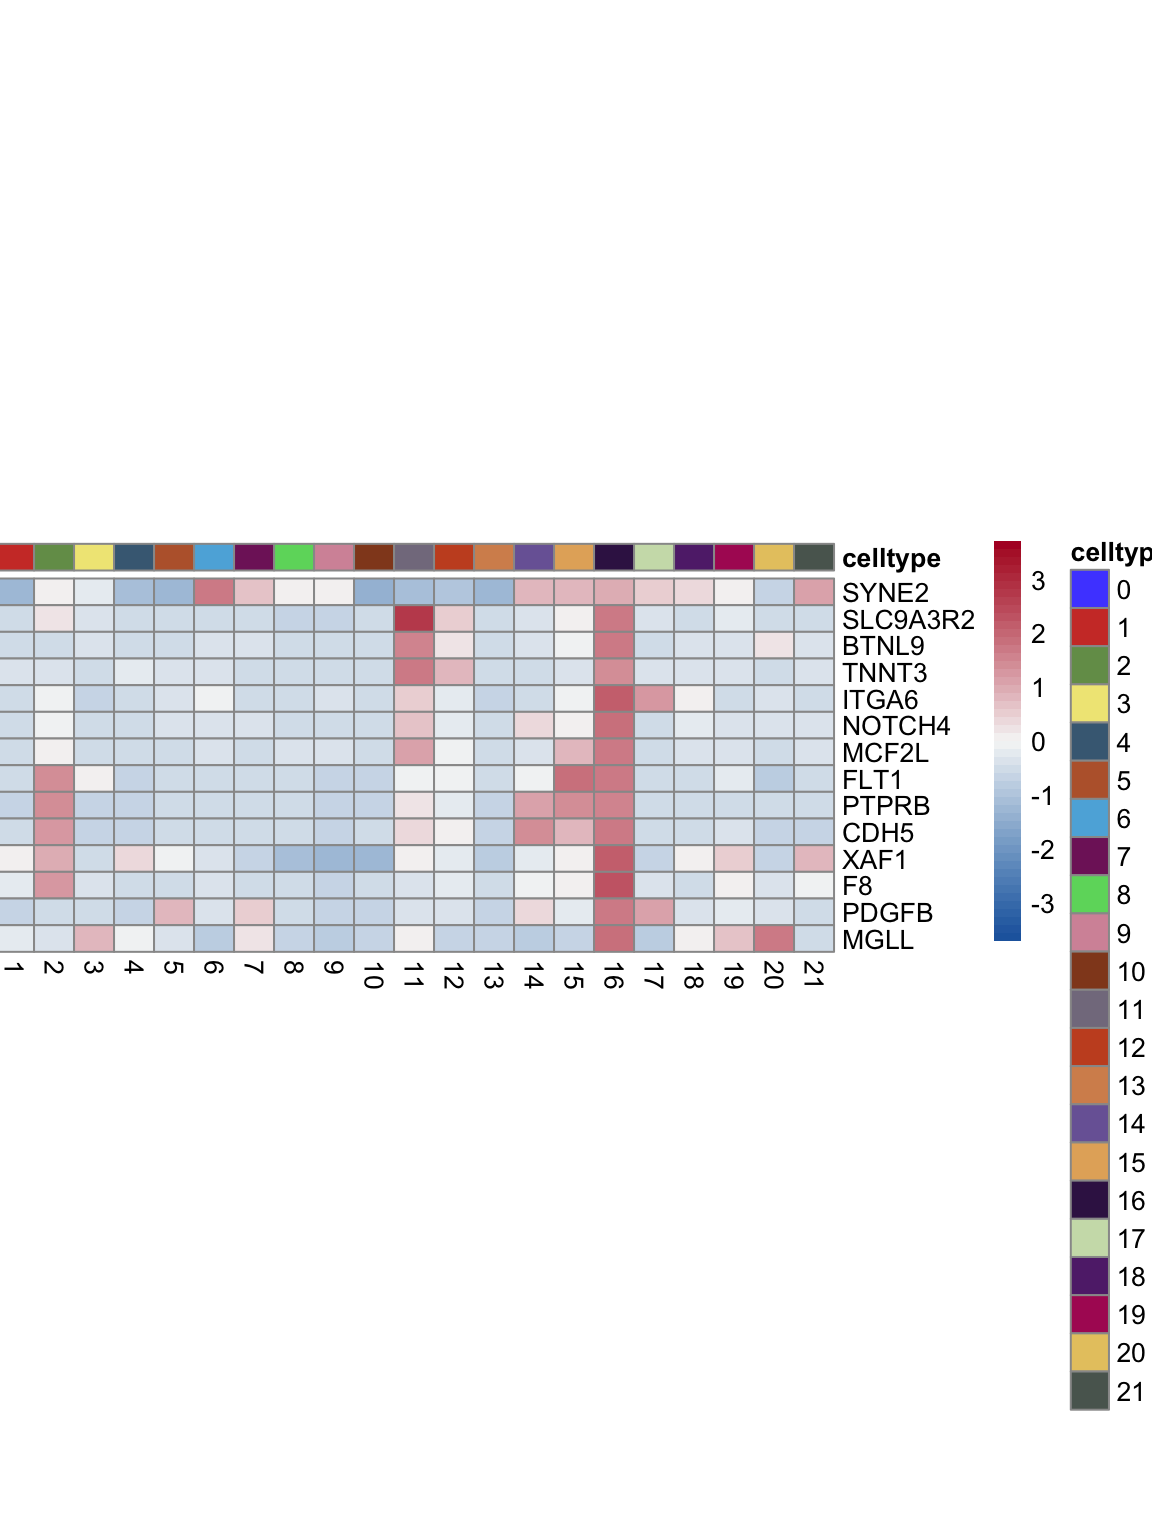 celltype
SYNE2
SLC9A3R2
BTNL9
TNNT3
ITGA6
NOTCH4
MCF2L
FLT1
PTPRB
CDH5
XAF1
F8
PDGFB
MGLL
1 2 3 4 5 6 7 8 9 10 11 12 13 14 15 16 17 18 19 20 21
3
2
1
0
-1
-2
-3
celltyp
0
1
2
3
4
5
6
7
8
9
10
11
12
13
14
15
16
17
18
19
20
21